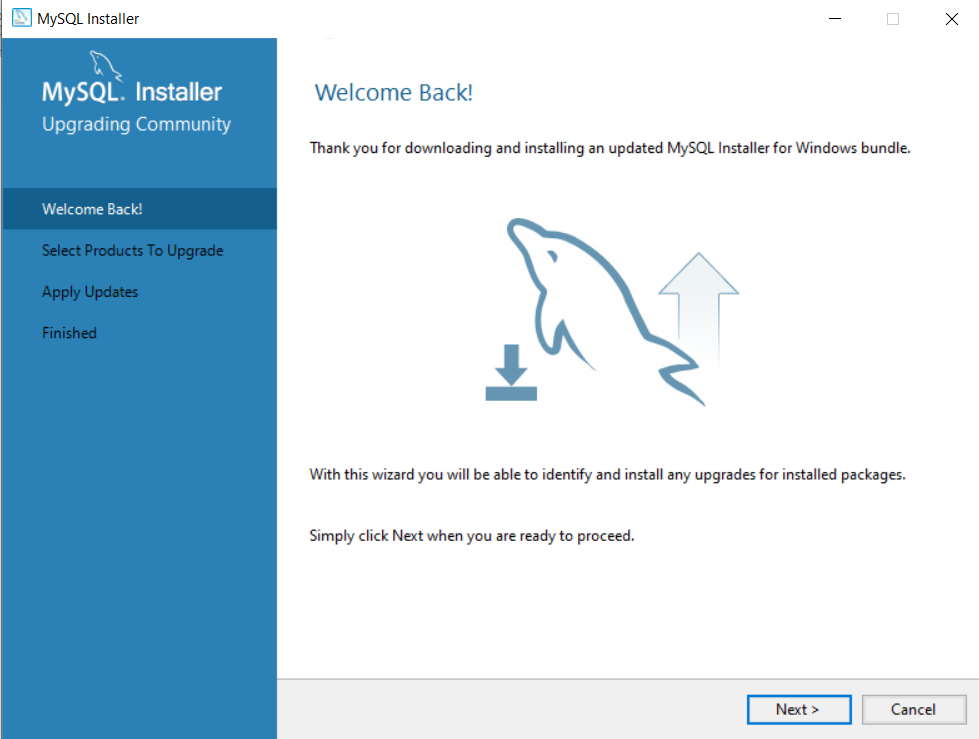 MySQL Installer
MySQL. Installer
Upgrading Community
Welcome Back!
Select Products To Upgrade
Apply Updates
Finished
Welcome Back!
Thank you for downloading and installing an updated MySQL Installer for Windows bundle.
With this wizard you will be able to identify and install any upgrades for installed packages.
Simply click Next when you are ready to proceed.
Next >
Cancel